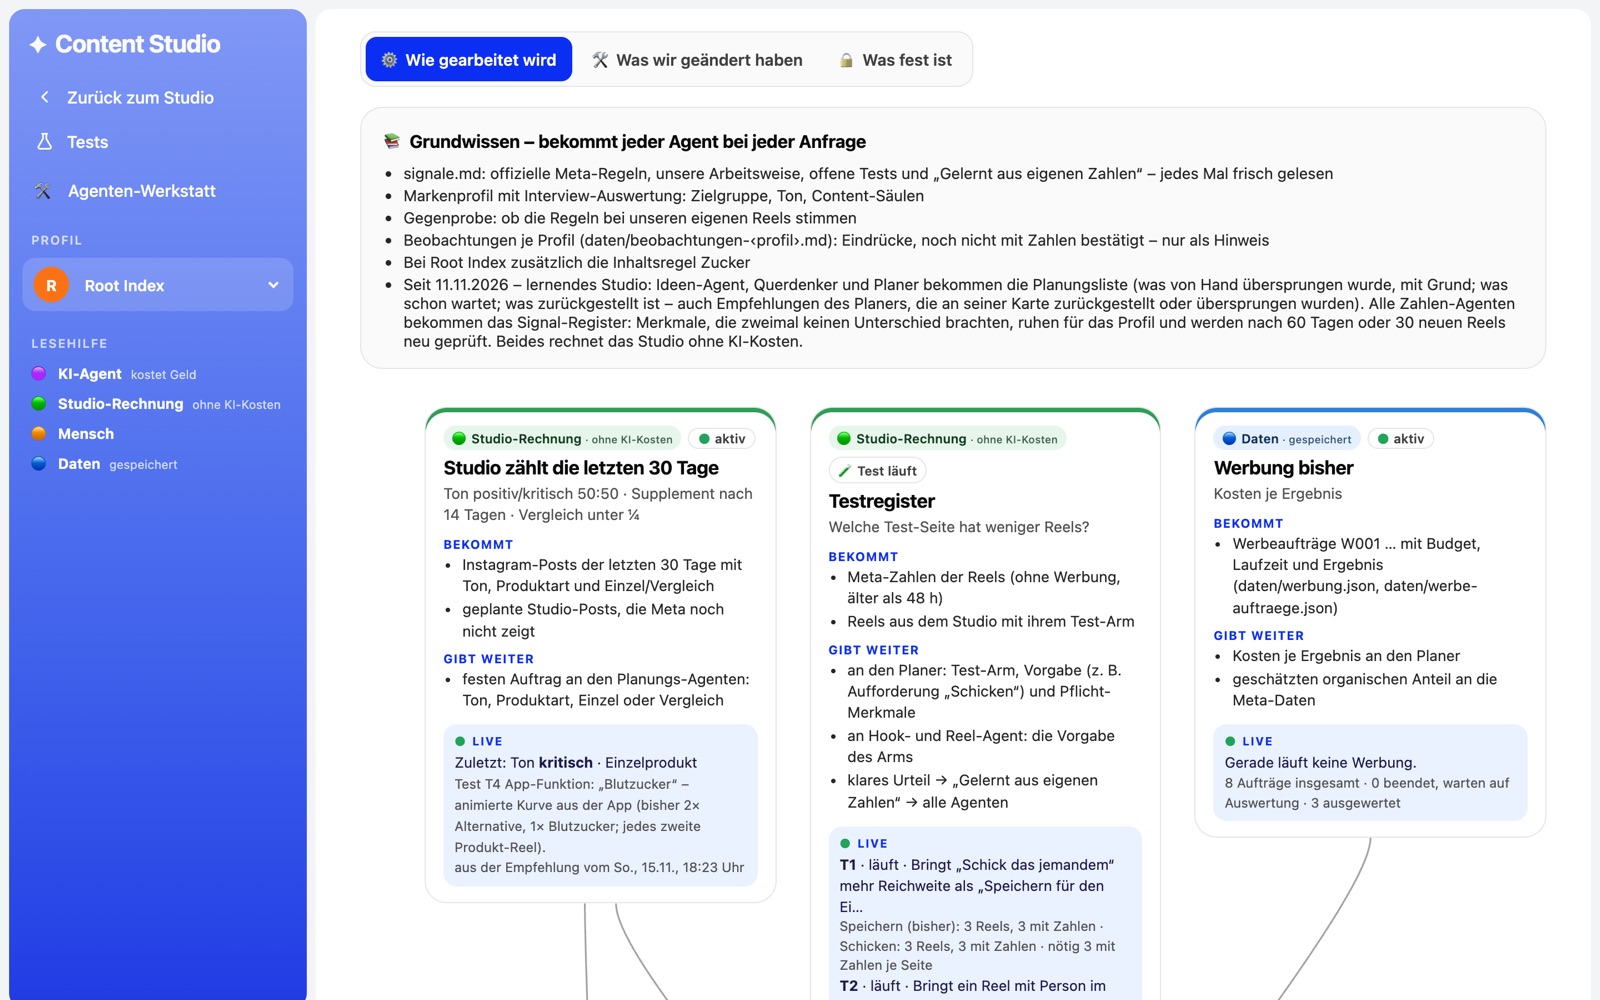 Content Studio
Zurück zum Studio
Tests
Agenten-Werkstatt
PROFIL
R
Root Index
LESEHILFE
KI-Agent kostet Geld
Studio-Rechnung ohne KI-Kosten
Mensch
Daten gespeichert
Wie gearbeitet wird
Was wir geändert haben
Was fest ist
Grundwissen – bekommt jeder Agent bei jeder Anfrage
• signale.md: offizielle Meta-Regeln, unsere Arbeitsweise, offene Tests und „Gelernt aus eigenen Zahlen“ – jedes Mal frisch gelesen
• Markenprofil mit Interview-Auswertung: Zielgruppe, Ton, Content-Säulen
• Gegenprobe: ob die Regeln bei unseren eigenen Reels stimmen
• Beobachtungen je Profil (daten/beobachtungen-‹profil›.md): Eindrücke, noch nicht mit Zahlen bestätigt – nur als Hinweis
• Bei Root Index zusätzlich die Inhaltsregel Zucker
• Seit 11.11.2026 – lernendes Studio: Ideen-Agent, Querdenker und Planer bekommen die Planungsliste (was von Hand übersprungen wurde, mit Grund; was
schon wartet; was zurückgestellt ist – auch Empfehlungen des Planers, die an seiner Karte zurückgestellt oder übersprungen wurden). Alle Zahlen-Agenten
bekommen das Signal-Register: Merkmale, die zweimal keinen Unterschied brachten, ruhen für das Profil und werden nach 60 Tagen oder 30 neuen Reels
neu geprüft. Beides rechnet das Studio ohne KI-Kosten.
Studio-Rechnung · ohne KI-Kosten
aktiv
Studio zählt die letzten 30 Tage
Ton positiv/kritisch 50:50 · Supplement nach
14 Tagen · Vergleich unter ¼
BEKOMMT
• Instagram-Posts der letzten 30 Tage mit
Ton, Produktart und Einzel/Vergleich
• geplante Studio-Posts, die Meta noch
nicht zeigt
GIBT WEITER
• festen Auftrag an den Planungs-Agenten:
Ton, Produktart, Einzel oder Vergleich
LIVE
Zuletzt: Ton kritisch · Einzelprodukt
Test T4 App-Funktion: „Blutzucker“ –
animierte Kurve aus der App (bisher 2×
Alternative, 1× Blutzucker; jedes zweite
Produkt-Reel).
aus der Empfehlung vom So., 15.11., 18:23 Uhr
Studio-Rechnung · ohne KI-Kosten
Test läuft
Testregister
Welche Test-Seite hat weniger Reels?
BEKOMMT
• Meta-Zahlen der Reels (ohne Werbung,
älter als 48 h)
• Reels aus dem Studio mit ihrem Test-Arm
GIBT WEITER
• an den Planer: Test-Arm, Vorgabe (z. B.
Aufforderung „Schicken“) und Pflicht-
Merkmale
• an Hook- und Reel-Agent: die Vorgabe
des Arms
• klares Urteil → „Gelernt aus eigenen
Zahlen“ → alle Agenten
LIVE
T1 · läuft · Bringt „Schick das jemandem“
mehr Reichweite als „Speichern für den
Ei…
Speichern (bisher): 3 Reels, 3 mit Zahlen ·
Schicken: 3 Reels, 3 mit Zahlen · nötig 3 mit
Zahlen je Seite
T2 · läuft · Bringt ein Reel mit Person im
Daten · gespeichert
aktiv
Werbung bisher
Kosten je Ergebnis
BEKOMMT
• Werbeaufträge W001 … mit Budget,
Laufzeit und Ergebnis
(daten/werbung.json, daten/werbe-
auftraege.json)
GIBT WEITER
• Kosten je Ergebnis an den Planer
• geschätzten organischen Anteil an die
Meta-Daten
LIVE
Gerade läuft keine Werbung.
8 Aufträge insgesamt · 0 beendet, warten auf
Auswertung · 3 ausgewertet